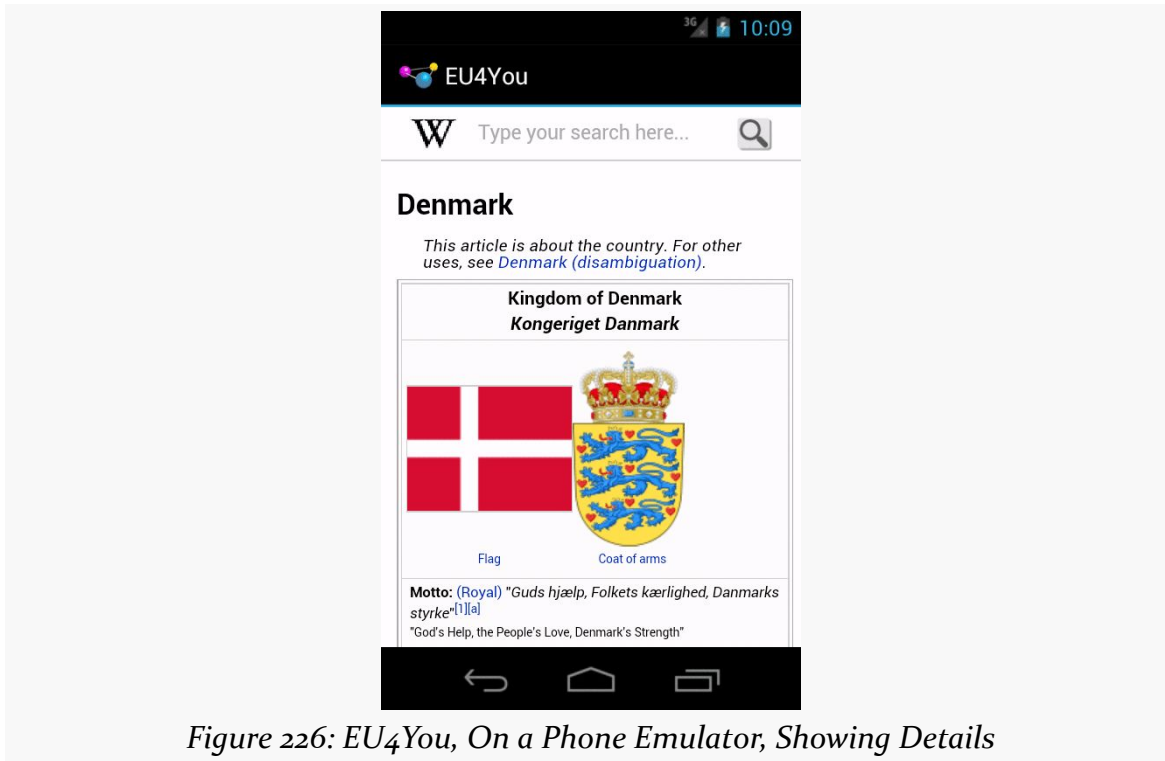 3G 10:09
EU4You
W Type your search here...
Denmark
This article is about the country. For other
uses, see Denmark (disambiguation).
Kingdom of Denmark
Kongeriget Danmark
Flag Coat of arms
Motto: (Royal) "Guds hjælp, Folkets kærlighed, Danmarks
styrke"[1][a]
"God's Help, the People's Love, Denmark's Strength"
Figure 226: EU4You, On a Phone Emulator, Showing Details